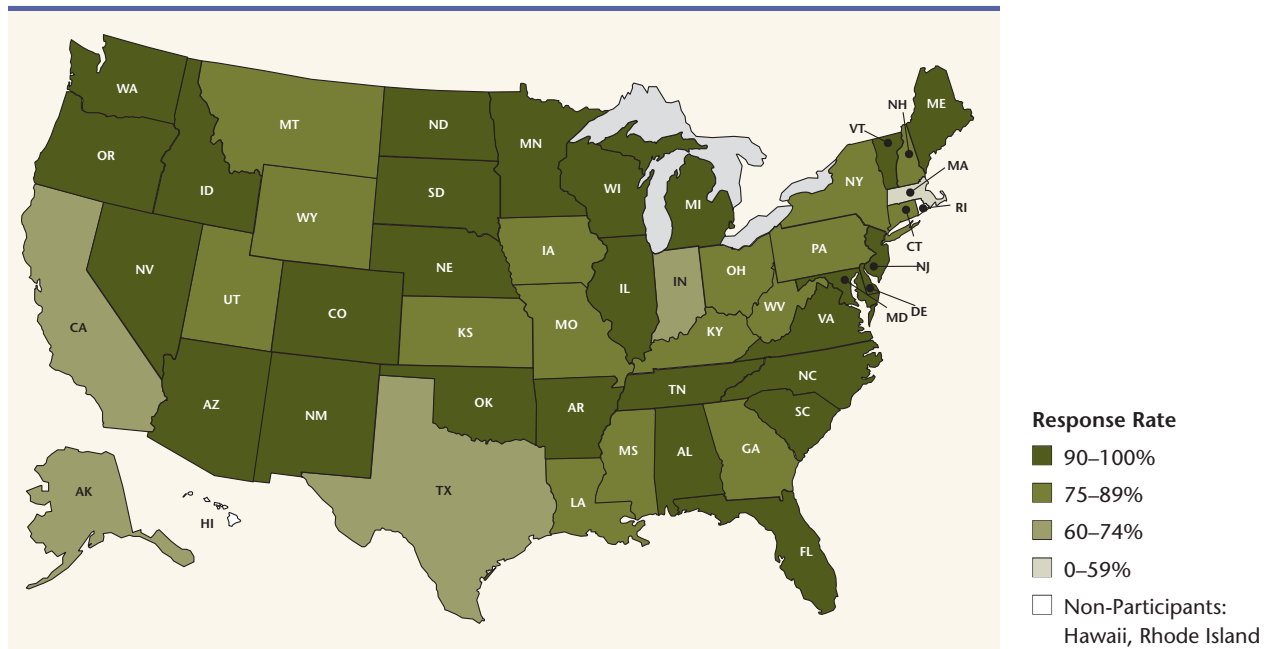 WA
MT
ND
MN
OR
ID
SD
WI
MI
WY
NY
NH
ME
VT
MA
RI
CT
NJ
DE
MD
NV
UT
NE
IA
IL
IN
OH
PA
CA
CO
KS
MO
KY
WV
VA
AZ
NM
OK
AR
TN
NC
SC
TX
LA
MS
AL
GA
FL
AK
HI
Response Rate
90–100%
75–89%
60–74%
0–59%
Non-Participants:
Hawaii, Rhode Island